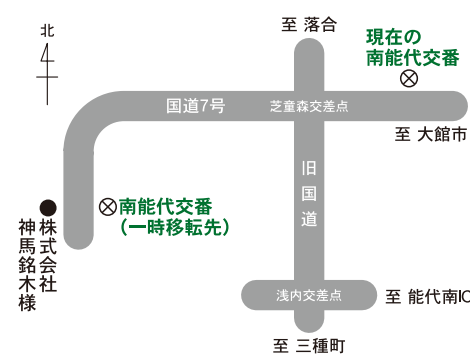 北
至 落合
現在の
南能代交番
国道7号
芝童森交差点
至 大館市
旧国道
南能代交番
(一時移転先)
株式会社
神馬銘木様
浅内交差点
至 能代南IC
至 三種町